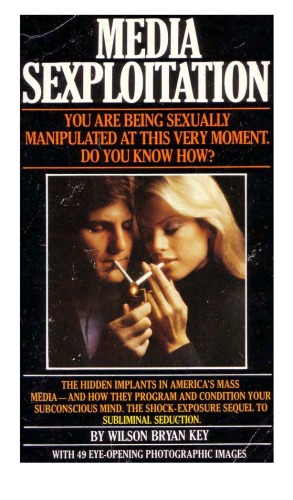 MEDIA
SEXPLOITATION
YOU ARE BEING SEXUALLY
MANIPULATED AT THIS VERY MOMENT.
DO YOU KNOW HOW?
THE HIDDEN IMPLANTS IN AMERICA'S MASS
MEDIA—AND HOW THEY PROGRAM AND CONDITION YOUR
SUBCONSCIOUS MIND. THE SHOCK-EXPOSURE SEQUEL TO
SUBLIMINAL SEDUCTION.
BY WILSON BRYAN KEY
WITH 49 EYE-OPENING PHOTOGRAPHIC IMAGES